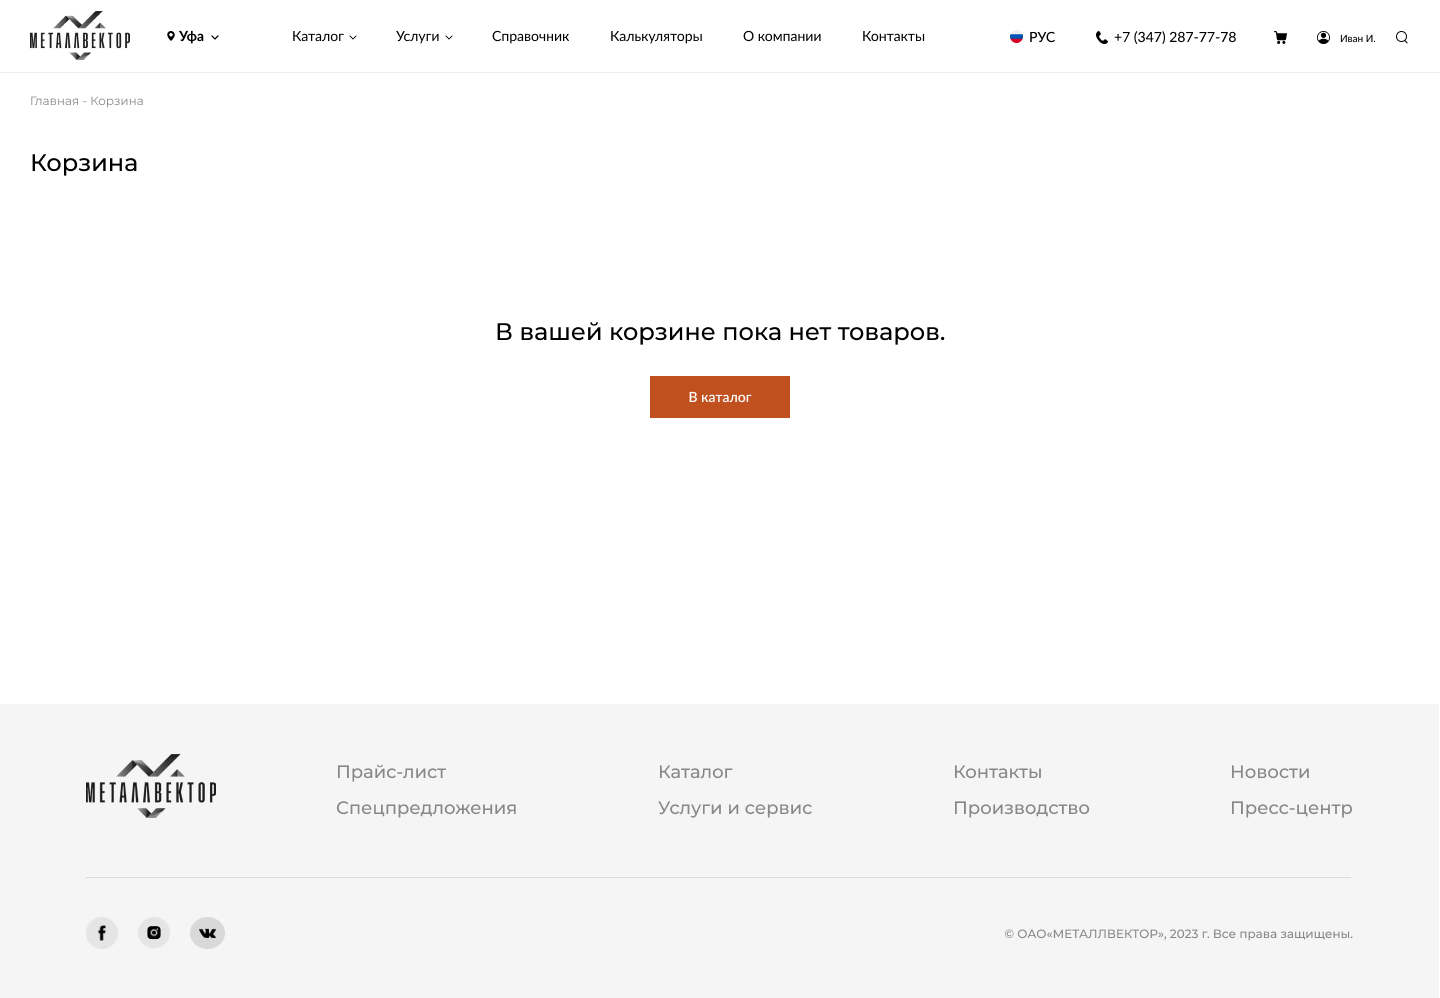 МЕТАЛЛВЕКТОР Уфа Каталог Услуги Справочник Калькуляторы О компании Контакты РУС +7 (347) 287-77-78 Иван И.
Главная - Корзина
Корзина
В вашей корзине пока нет товаров.
В каталог
МЕТАЛЛВЕКТОР
Прайс-лист Каталог Контакты Новости
Спецпредложения Услуги и сервис Производство Пресс-центр
© ОАО«МЕТАЛЛВЕКТОР», 2023 г. Все права защищены.